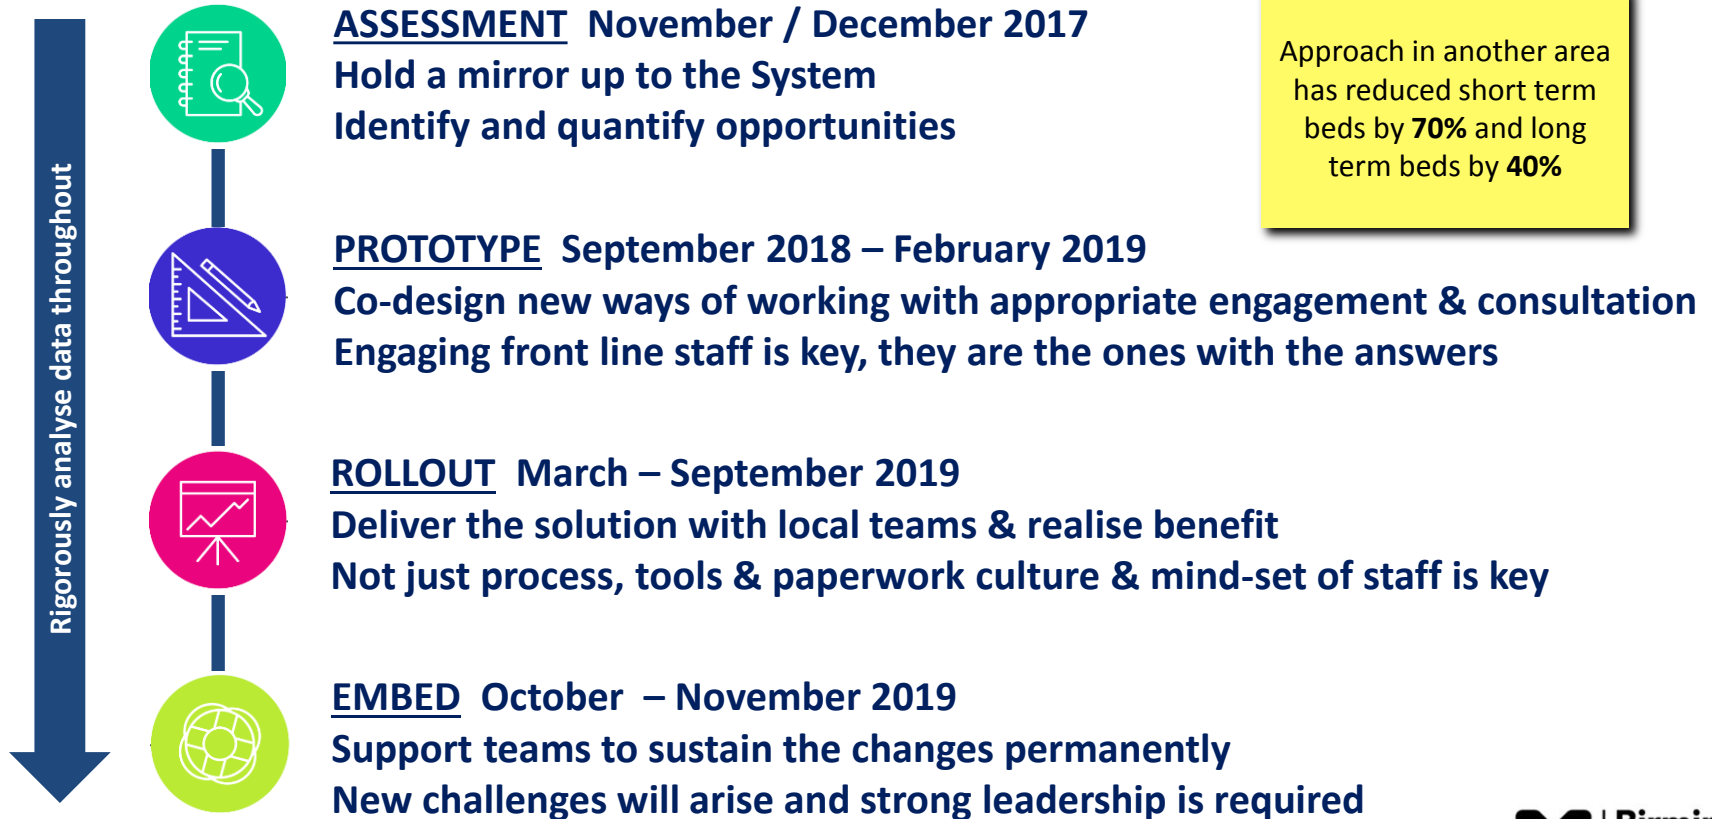 ASSESSMENT November / December 2017
Hold a mirror up to the System
Identify and quantify opportunities
Approach in another area
has reduced short term
beds by 70% and long
term beds by 40%
Rigorously analyse data throughout
PROTOTYPE September 2018 – February 2019
Co-design new ways of working with appropriate engagement & consultation
Engaging front line staff is key, they are the ones with the answers
ROLLOUT March – September 2019
Deliver the solution with local teams & realise benefit
Not just process, tools & paperwork culture & mind-set of staff is key
EMBED October – November 2019
Support teams to sustain the changes permanently
New challenges will arise and strong leadership is required